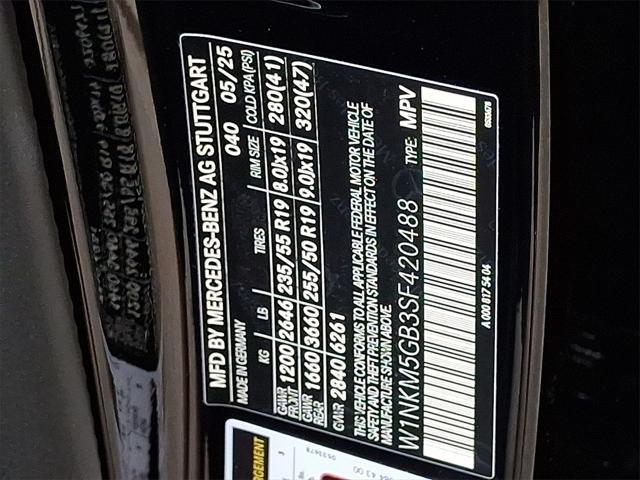 MFD BY MERCEDES-BENZ AG STUTTGART
MADE IN GERMANY 040 05/25
KG LB TIRES RIM SIZE COLD KPA(PSI)
GAWR FRONT 1200 2646 235/55 R19 8.0Jx19 280(41)
GAWR REAR 1660 3660 255/50 R19 9.0Jx19 320(47)
GVWR 2840 6261
THIS VEHICLE CONFORMS TO ALL APPLICABLE FEDERAL MOTOR VEHICLE
SAFETY AND THEFT PREVENTION STANDARDS IN EFFECT ON THE DATE OF
MANUFACTURE SHOWN ABOVE.
W1NKM5GB3SF420488 TYPE: MPV
A 000 817 54 04